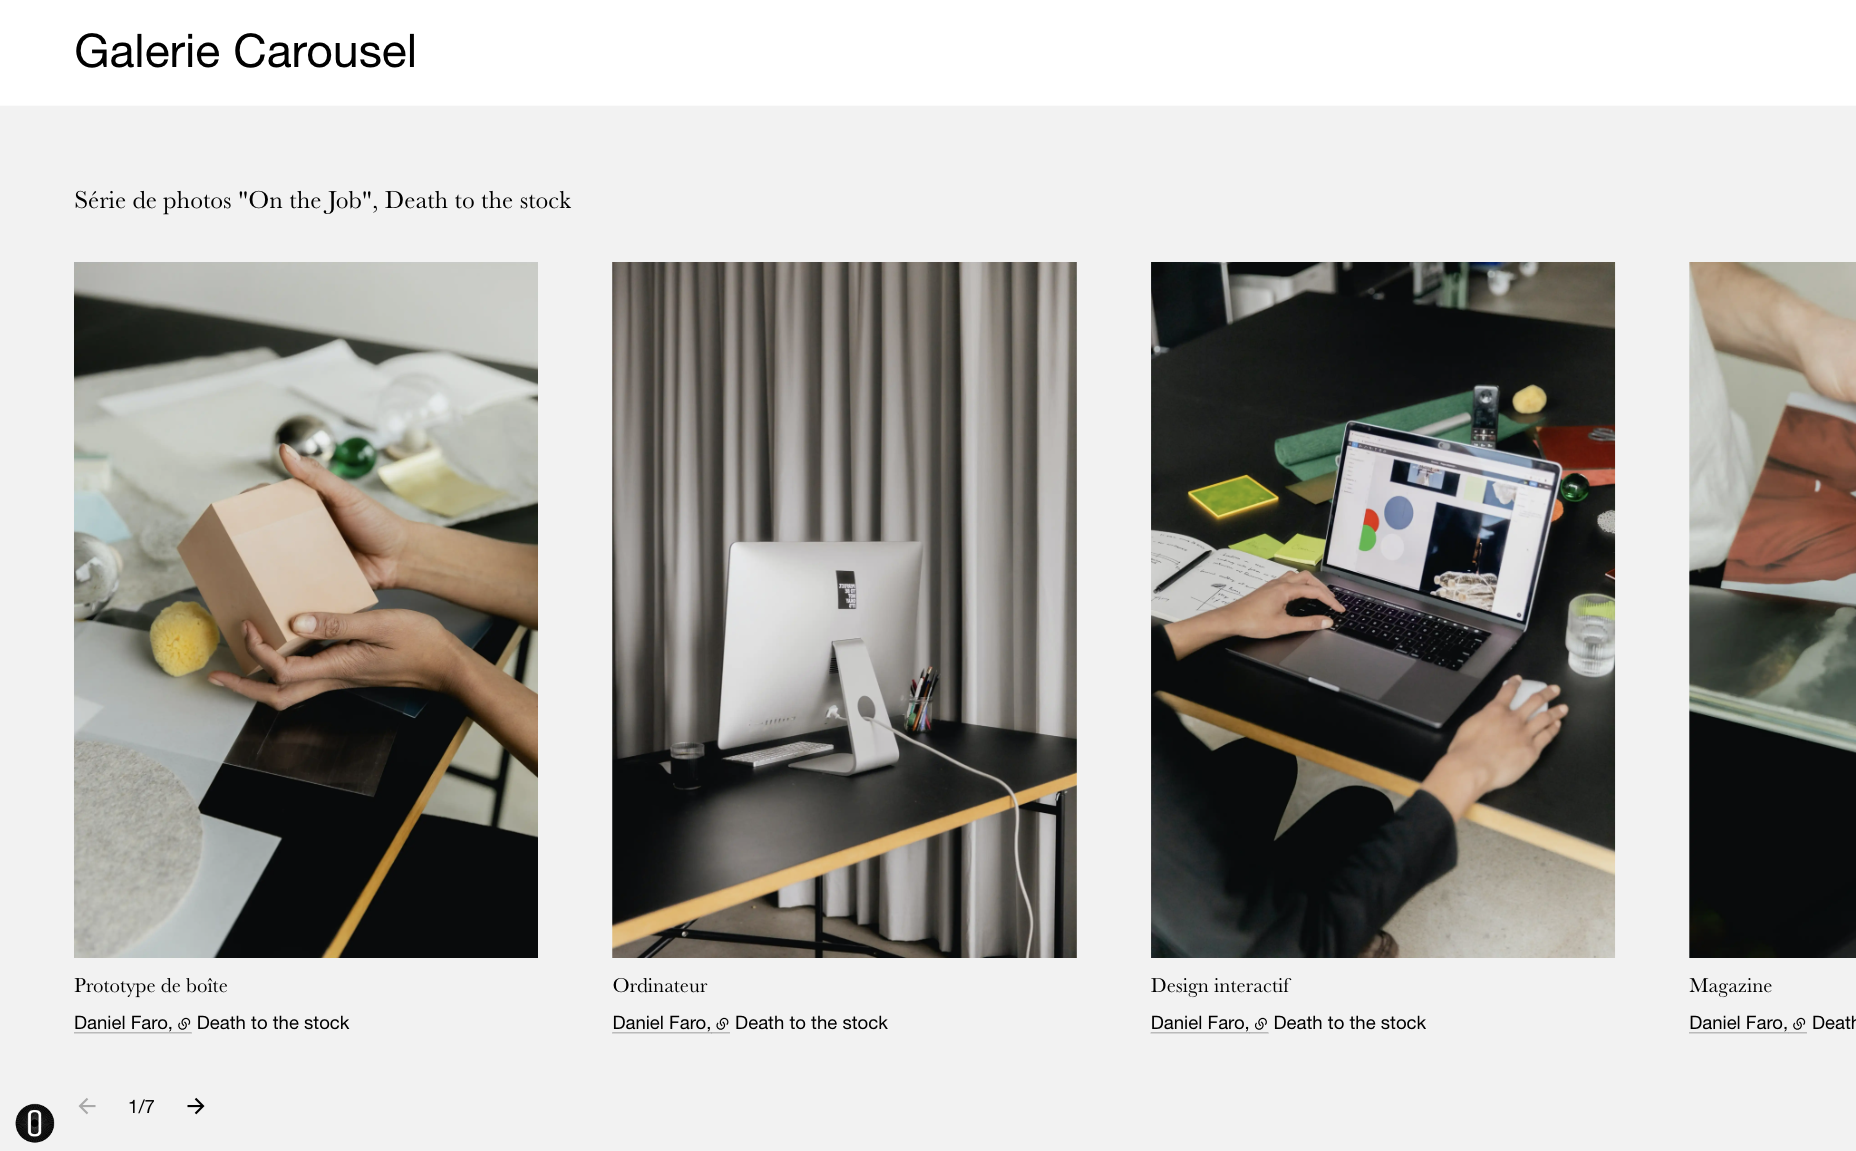 Galerie Carousel
Série de photos "On the Job", Death to the stock
Prototype de boîte
Daniel Faro, Death to the stock
Ordinateur
Daniel Faro, Death to the stock
Design interactif
Daniel Faro, Death to the stock
Magazine
Daniel Faro, Death
1/7